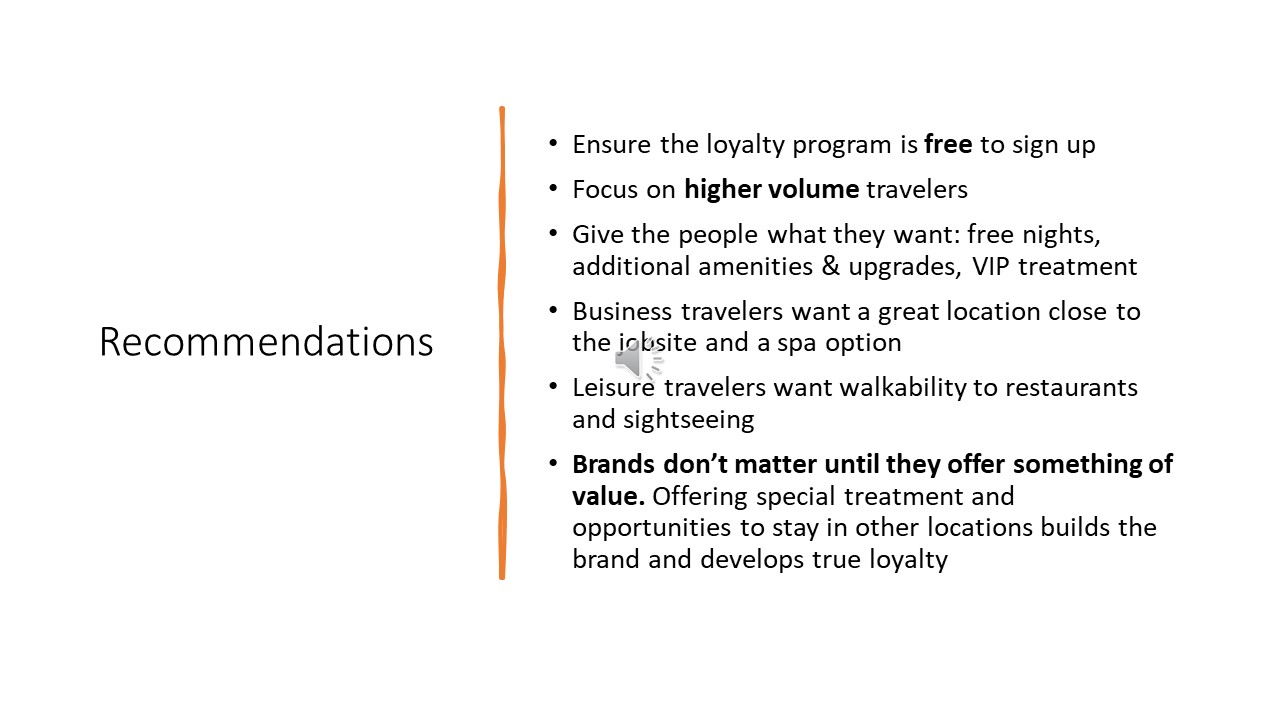 Recommendations
• Ensure the loyalty program is free to sign up
• Focus on higher volume travelers
• Give the people what they want: free nights,
additional amenities & upgrades, VIP treatment
• Business travelers want a great location close to
the jobsite and a spa option
• Leisure travelers want walkability to restaurants
and sightseeing
• Brands don’t matter until they offer something of
value. Offering special treatment and
opportunities to stay in other locations builds the
brand and develops true loyalty